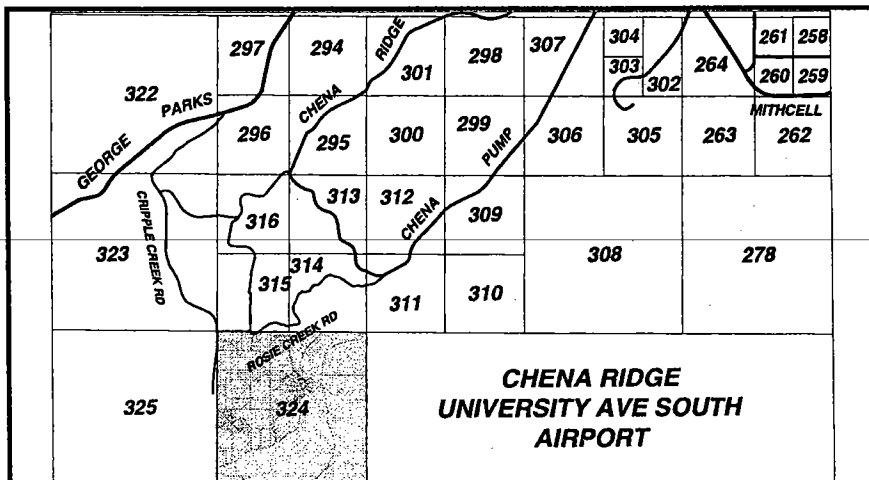 297
294
RIDGE
298
307
304
261
258
303
302
264
260
259
301
322
PARKS
CHENA
MITHCELL
296
295
300
299
PUMP
306
305
263
262
GEORGE
CRIPPLE CREEK RD
313
312
316
CHENA
309
323
308
278
314
315
311
310
ROSIE CREEK RD
325
324
CHENA RIDGE
UNIVERSITY AVE SOUTH
AIRPORT